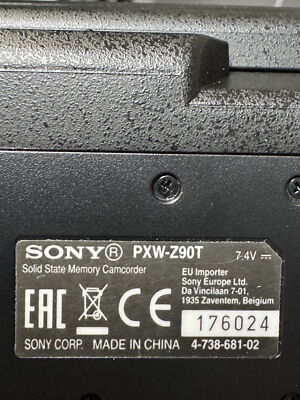 SONY® PXW-Z90T 7.4V ⎓
Solid State Memory Camcorder
EU Importer
Sony Europe Ltd.
Da Vincilaan 7-01,
1935 Zaventem, Belgium
EAC CE 176024
SONY CORP. MADE IN CHINA 4-738-681-02